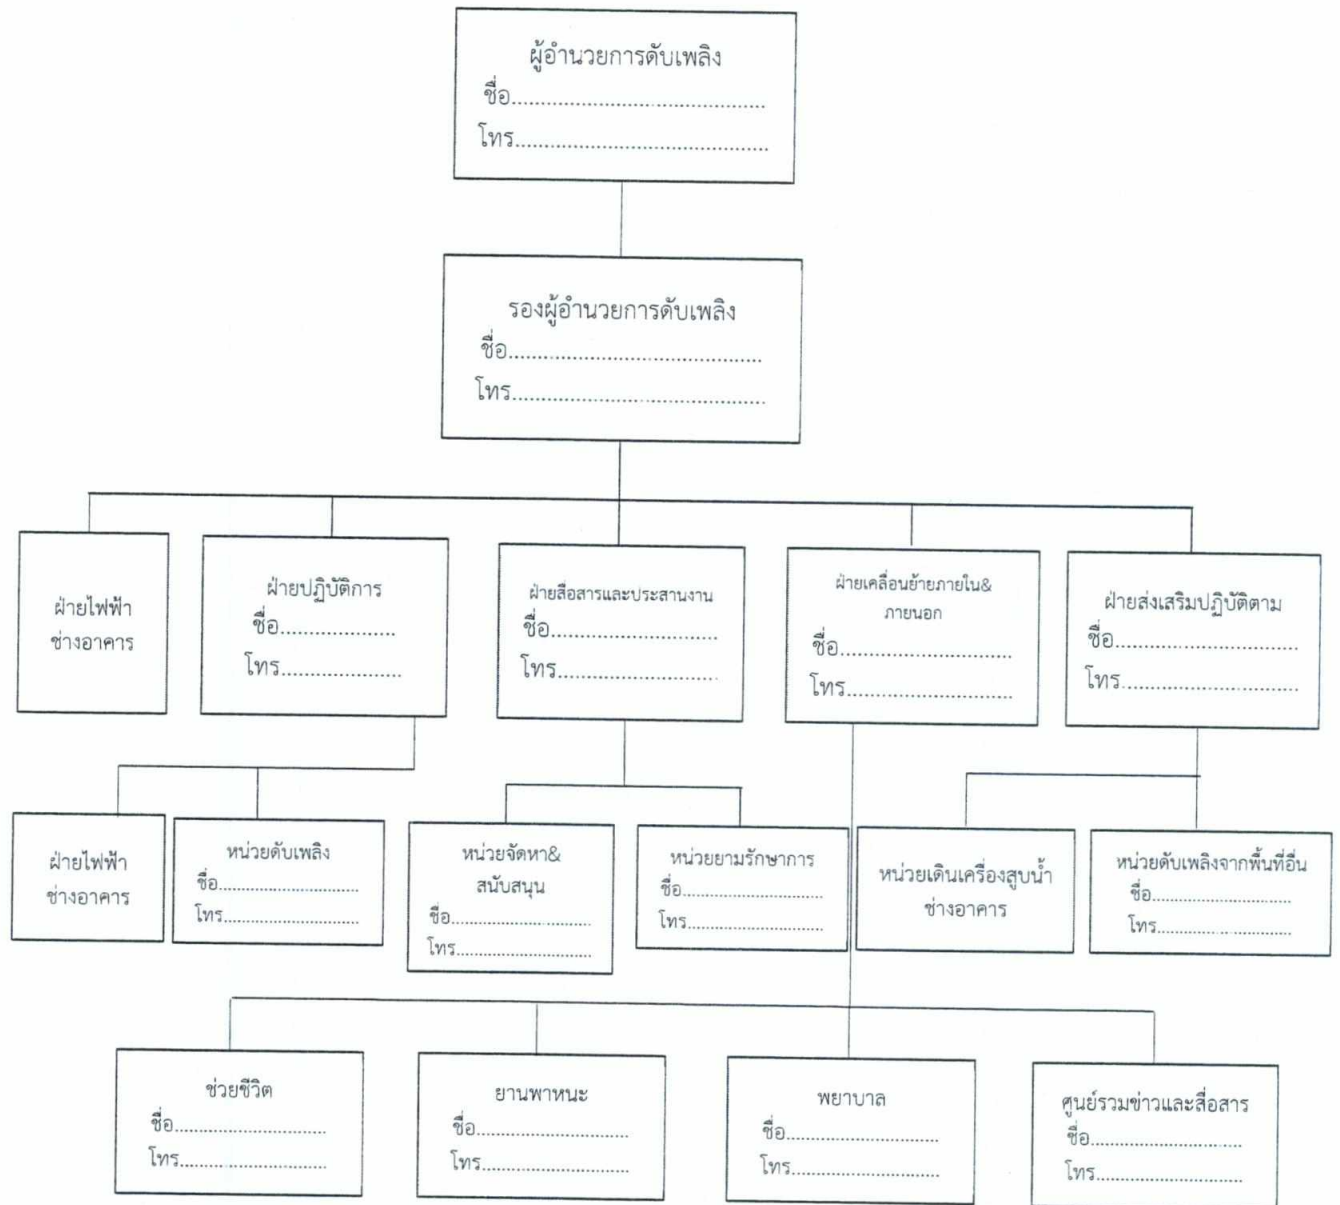 ผู้อำนวยการดับเพลิง
ชื่อ.......................................
โทร.......................................
รองผู้อำนวยการดับเพลิง
ชื่อ.......................................
โทร.......................................
ฝ่ายไฟฟ้า
ช่างอาคาร
ฝ่ายปฏิบัติการ
ชื่อ..................
โทร...................
ฝ่ายสื่อสารและประสานงาน
ชื่อ..........................
โทร..........................
ฝ่ายเคลื่อนย้ายภายใน&
ภายนอก
ชื่อ..........................
โทร..........................
ฝ่ายส่งเสริมปฏิบัติตาม
ชื่อ................................
โทร...........................
ฝ่ายไฟฟ้า
ช่างอาคาร
หน่วยดับเพลิง
ชื่อ..........................
โทร..........................
หน่วยจัดหา&
สนับสนุน
ชื่อ..........................
โทร..........................
หน่วยยามรักษาการ
ชื่อ..........................
โทร..........................
หน่วยเดินเครื่องสูบน้ำ
ช่างอาคาร
หน่วยดับเพลิงจากพื้นที่อื่น
ชื่อ..........................
โทร..........................
ช่วยชีวิต
ชื่อ..........................
โทร..........................
ยานพาหนะ
ชื่อ..........................
โทร..........................
พยาบาล
ชื่อ..............................
โทร..............................
ศูนย์รวมข่าวและสื่อสาร
ชื่อ..........................
โทร..........................